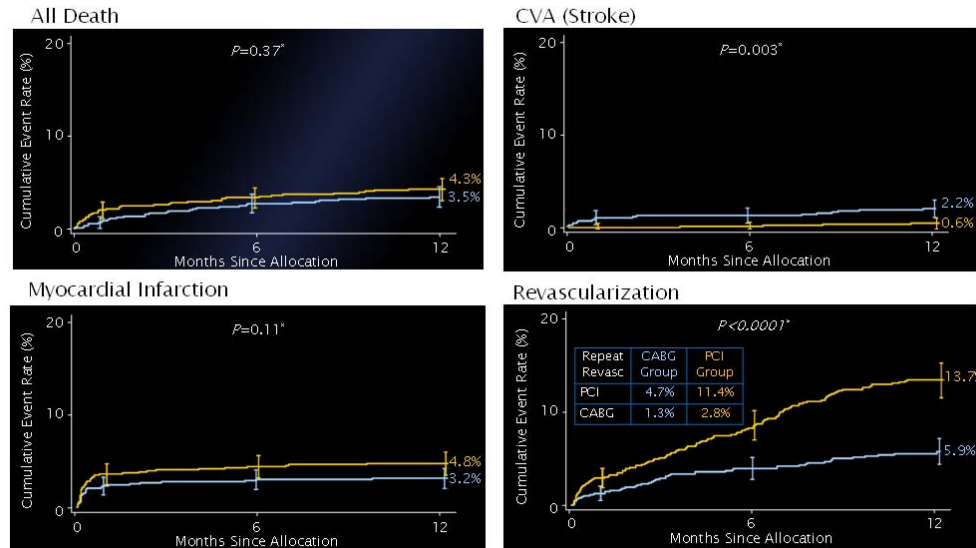 All Death
Cumulative Event Rate (%)
20
10
0
P=0.37*
4.3%
3.5%
0
6
12
Months Since Allocation
CVA (Stroke)
Cumulative Event Rate (%)
20
10
0
P=0.003*
2.2%
0.6%
0
6
12
Months Since Allocation
Myocardial Infarction
Cumulative Event Rate (%)
20
10
0
P=0.11*
4.8%
3.2%
0
6
12
Months Since Allocation
Revascularization
Cumulative Event Rate (%)
20
10
0
P<0.0001*
Repeat Revasc CABG Group PCI Group
PCI 4.7% 11.4%
CABG 1.3% 2.8%
13.7%
5.9%
0
6
12
Months Since Allocation